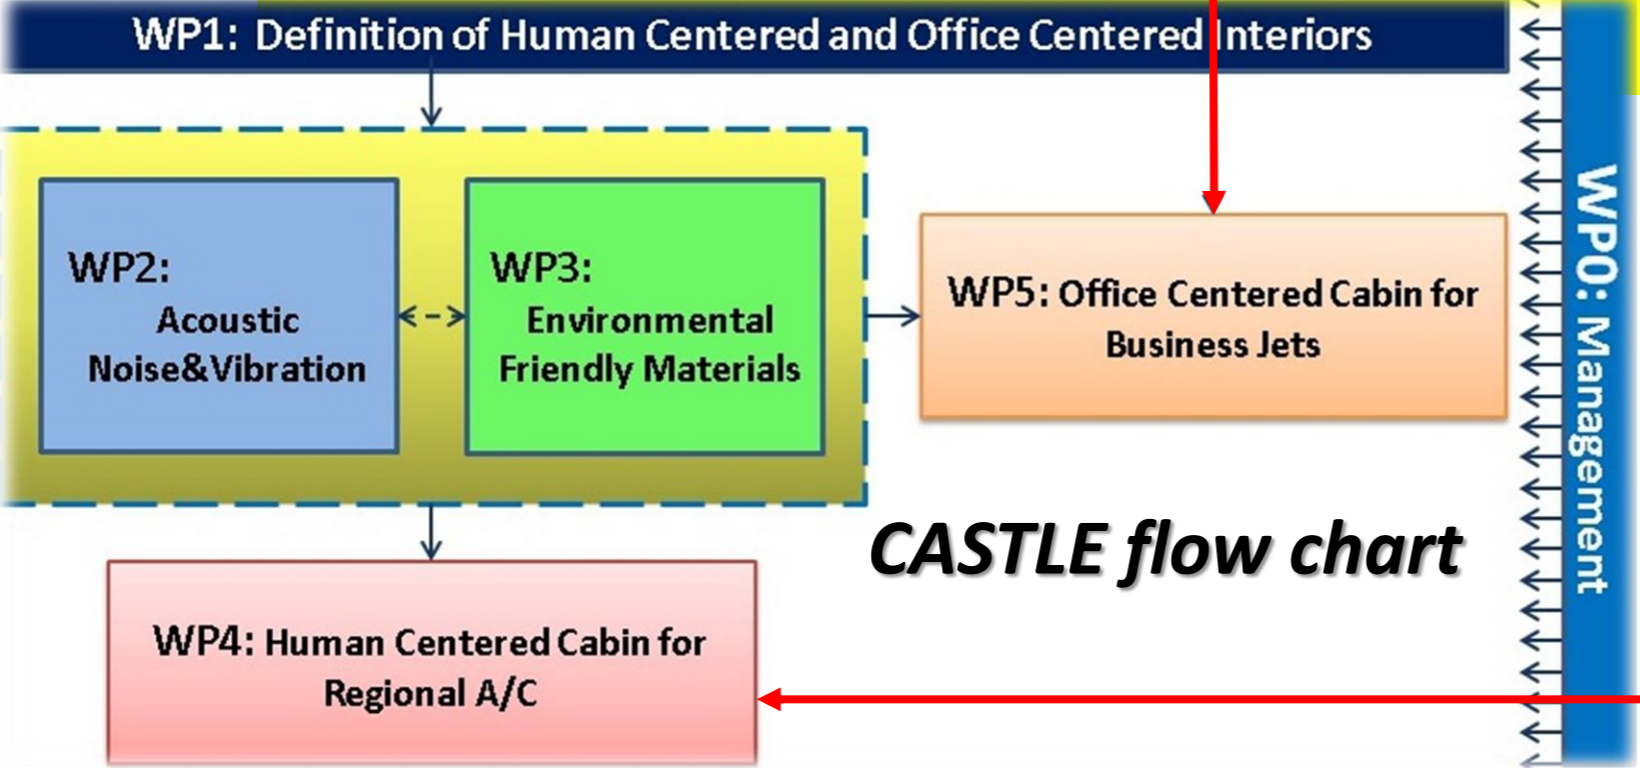 WP1: Definition of Human Centered and Office Centered Interiors
WP2:
Acoustic
Noise&Vibration
WP3:
Environmental
Friendly Materials
WP5: Office Centered Cabin for
Business Jets
WP0: Management
CASTLE flow chart
WP4: Human Centered Cabin for
Regional A/C